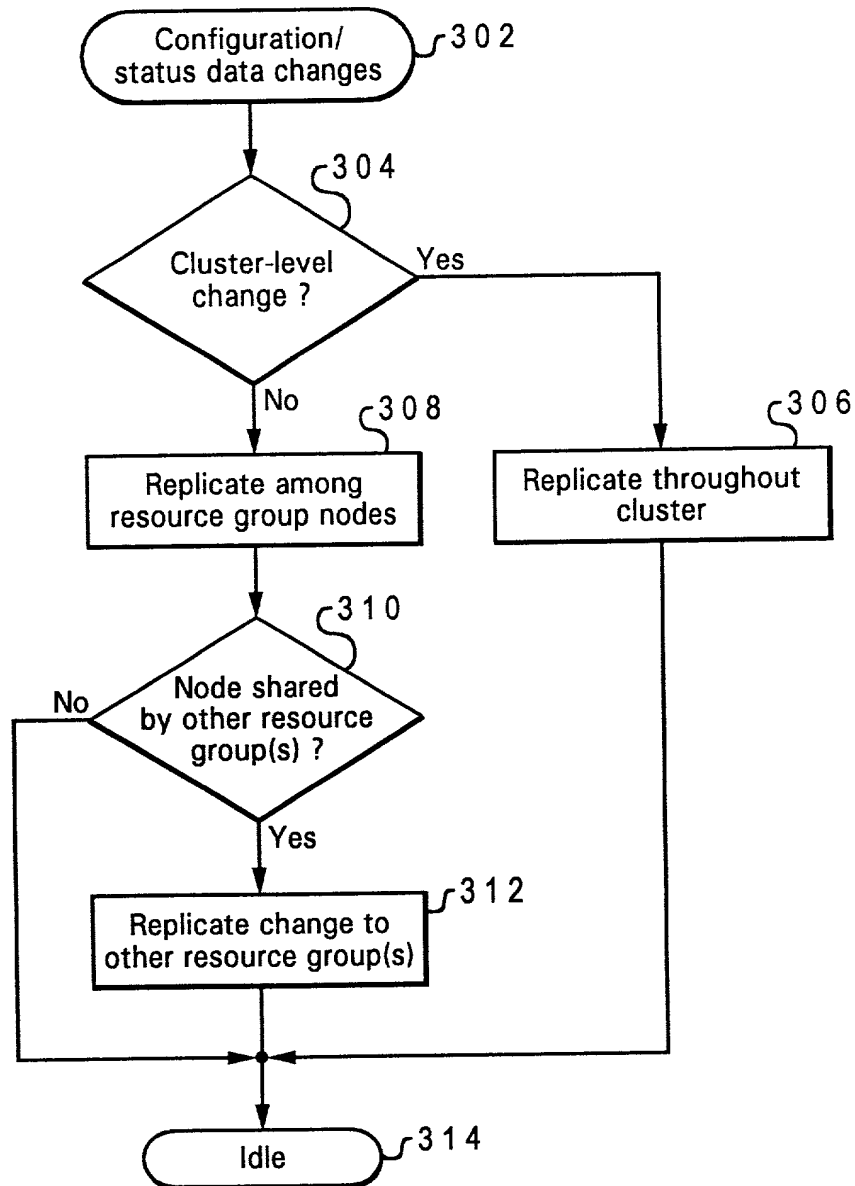 Configuration/
status data changes
302
304
Cluster-level
change ?
Yes
No
308
Replicate among
resource group nodes
306
Replicate throughout
cluster
310
Node shared
by other resource
group(s) ?
No
Yes
312
Replicate change to
other resource group(s)
Idle
314